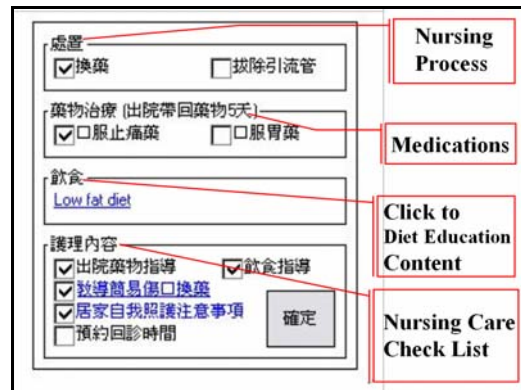 處置
換藥 拔除引流管
藥物治療 (出院帶回藥物5天)
口服止痛藥 口服胃藥
飲食
Low fat diet
護理內容
出院藥物指導 飲食指導
教導簡易傷口換藥
居家自我照護注意事項
預約回診時間
確定
Nursing
Process
Medications
Click to
Diet Education
Content
Nursing Care
Check List